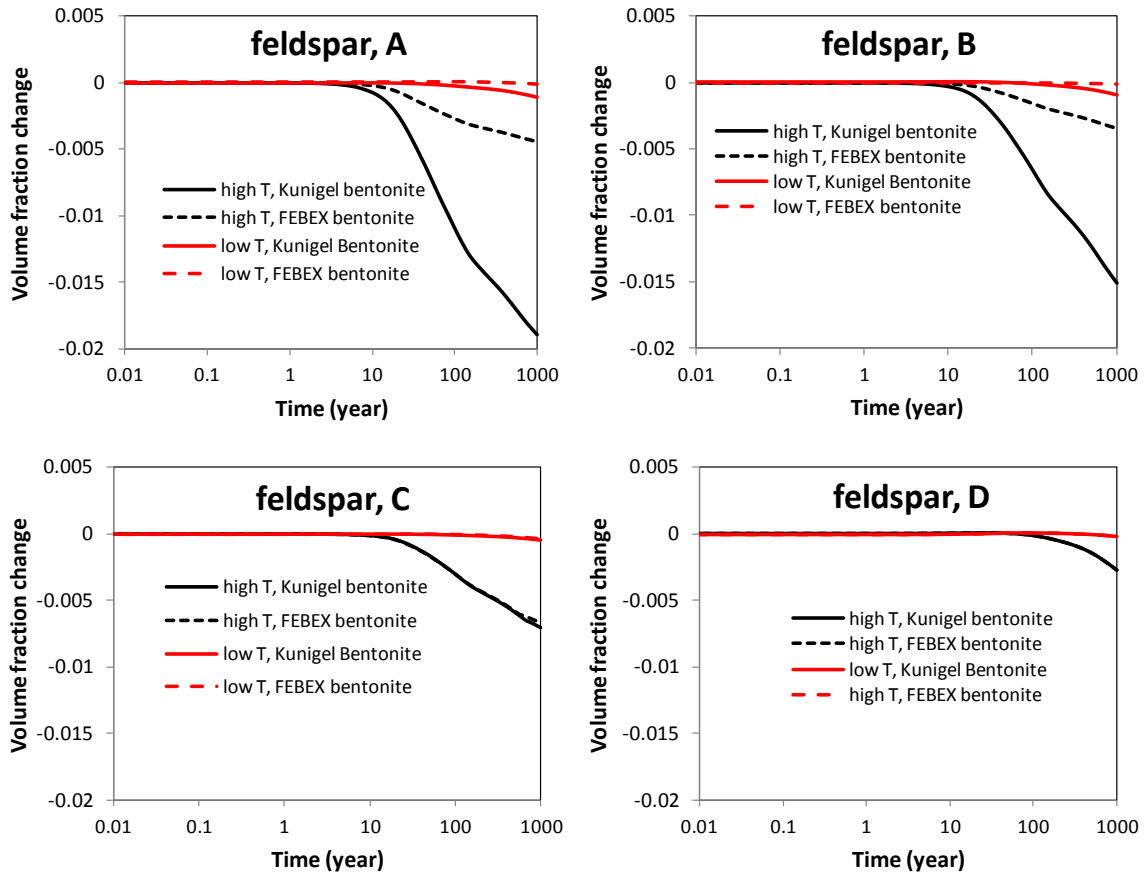 feldspar, A
Volume fraction change
0.005
0
-0.005
-0.01
-0.015
-0.02
high T, Kunigel bentonite
high T, FEBEX bentonite
low T, Kunigel Bentonite
low T, FEBEX bentonite
0.01 0.1 1 10 100 1000
Time (year)
feldspar, B
Volume fraction change
0.005
0
-0.005
-0.01
-0.015
-0.02
high T, Kunigel bentonite
high T, FEBEX bentonite
low T, Kunigel Bentonite
low T, FEBEX bentonite
0.01 0.1 1 10 100 1000
Time (year)
feldspar, C
Volume fraction change
0.005
0
-0.005
-0.01
-0.015
-0.02
high T, Kunigel bentonite
high T, FEBEX bentonite
low T, Kunigel Bentonite
low T, FEBEX bentonite
0.01 0.1 1 10 100 1000
Time (year)
feldspar, D
Volume fraction change
0.005
0
-0.005
-0.01
-0.015
-0.02
high T, Kunigel bentonite
high T, FEBEX bentonite
low T, Kunigel Bentonite
high T, FEBEX bentonite
0.01 0.1 1 10 100 1000
Time (year)